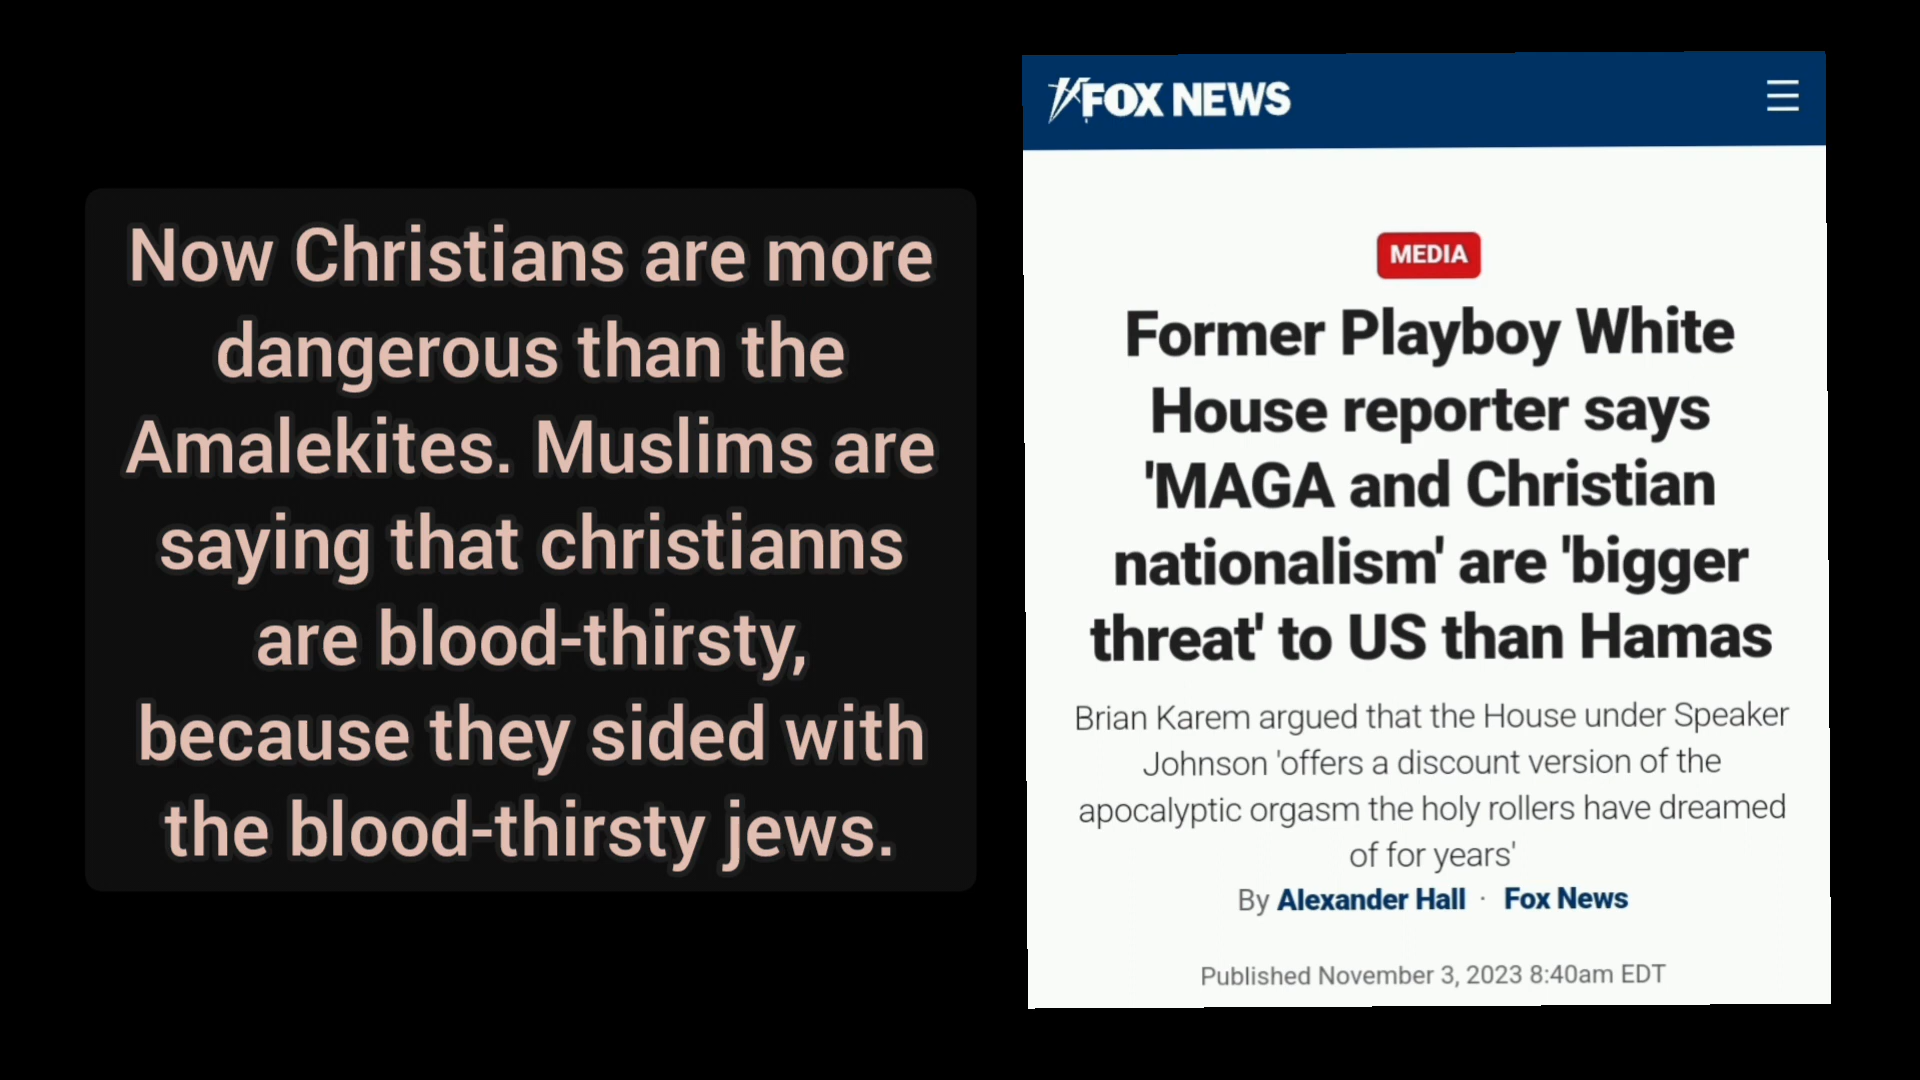 Now Christians are more
dangerous than the
Amalekites. Muslims are
saying that christianns
are blood-thirsty,
because they sided with
the blood-thirsty jews.
FOX NEWS
MEDIA
Former Playboy White
House reporter says
'MAGA and Christian
nationalism' are 'bigger
threat' to US than Hamas
Brian Karem argued that the House under Speaker
Johnson 'offers a discount version of the
apocalyptic orgasm the holy rollers have dreamed
of for years'
By Alexander Hall · Fox News
Published November 3, 2023 8:40am EDT